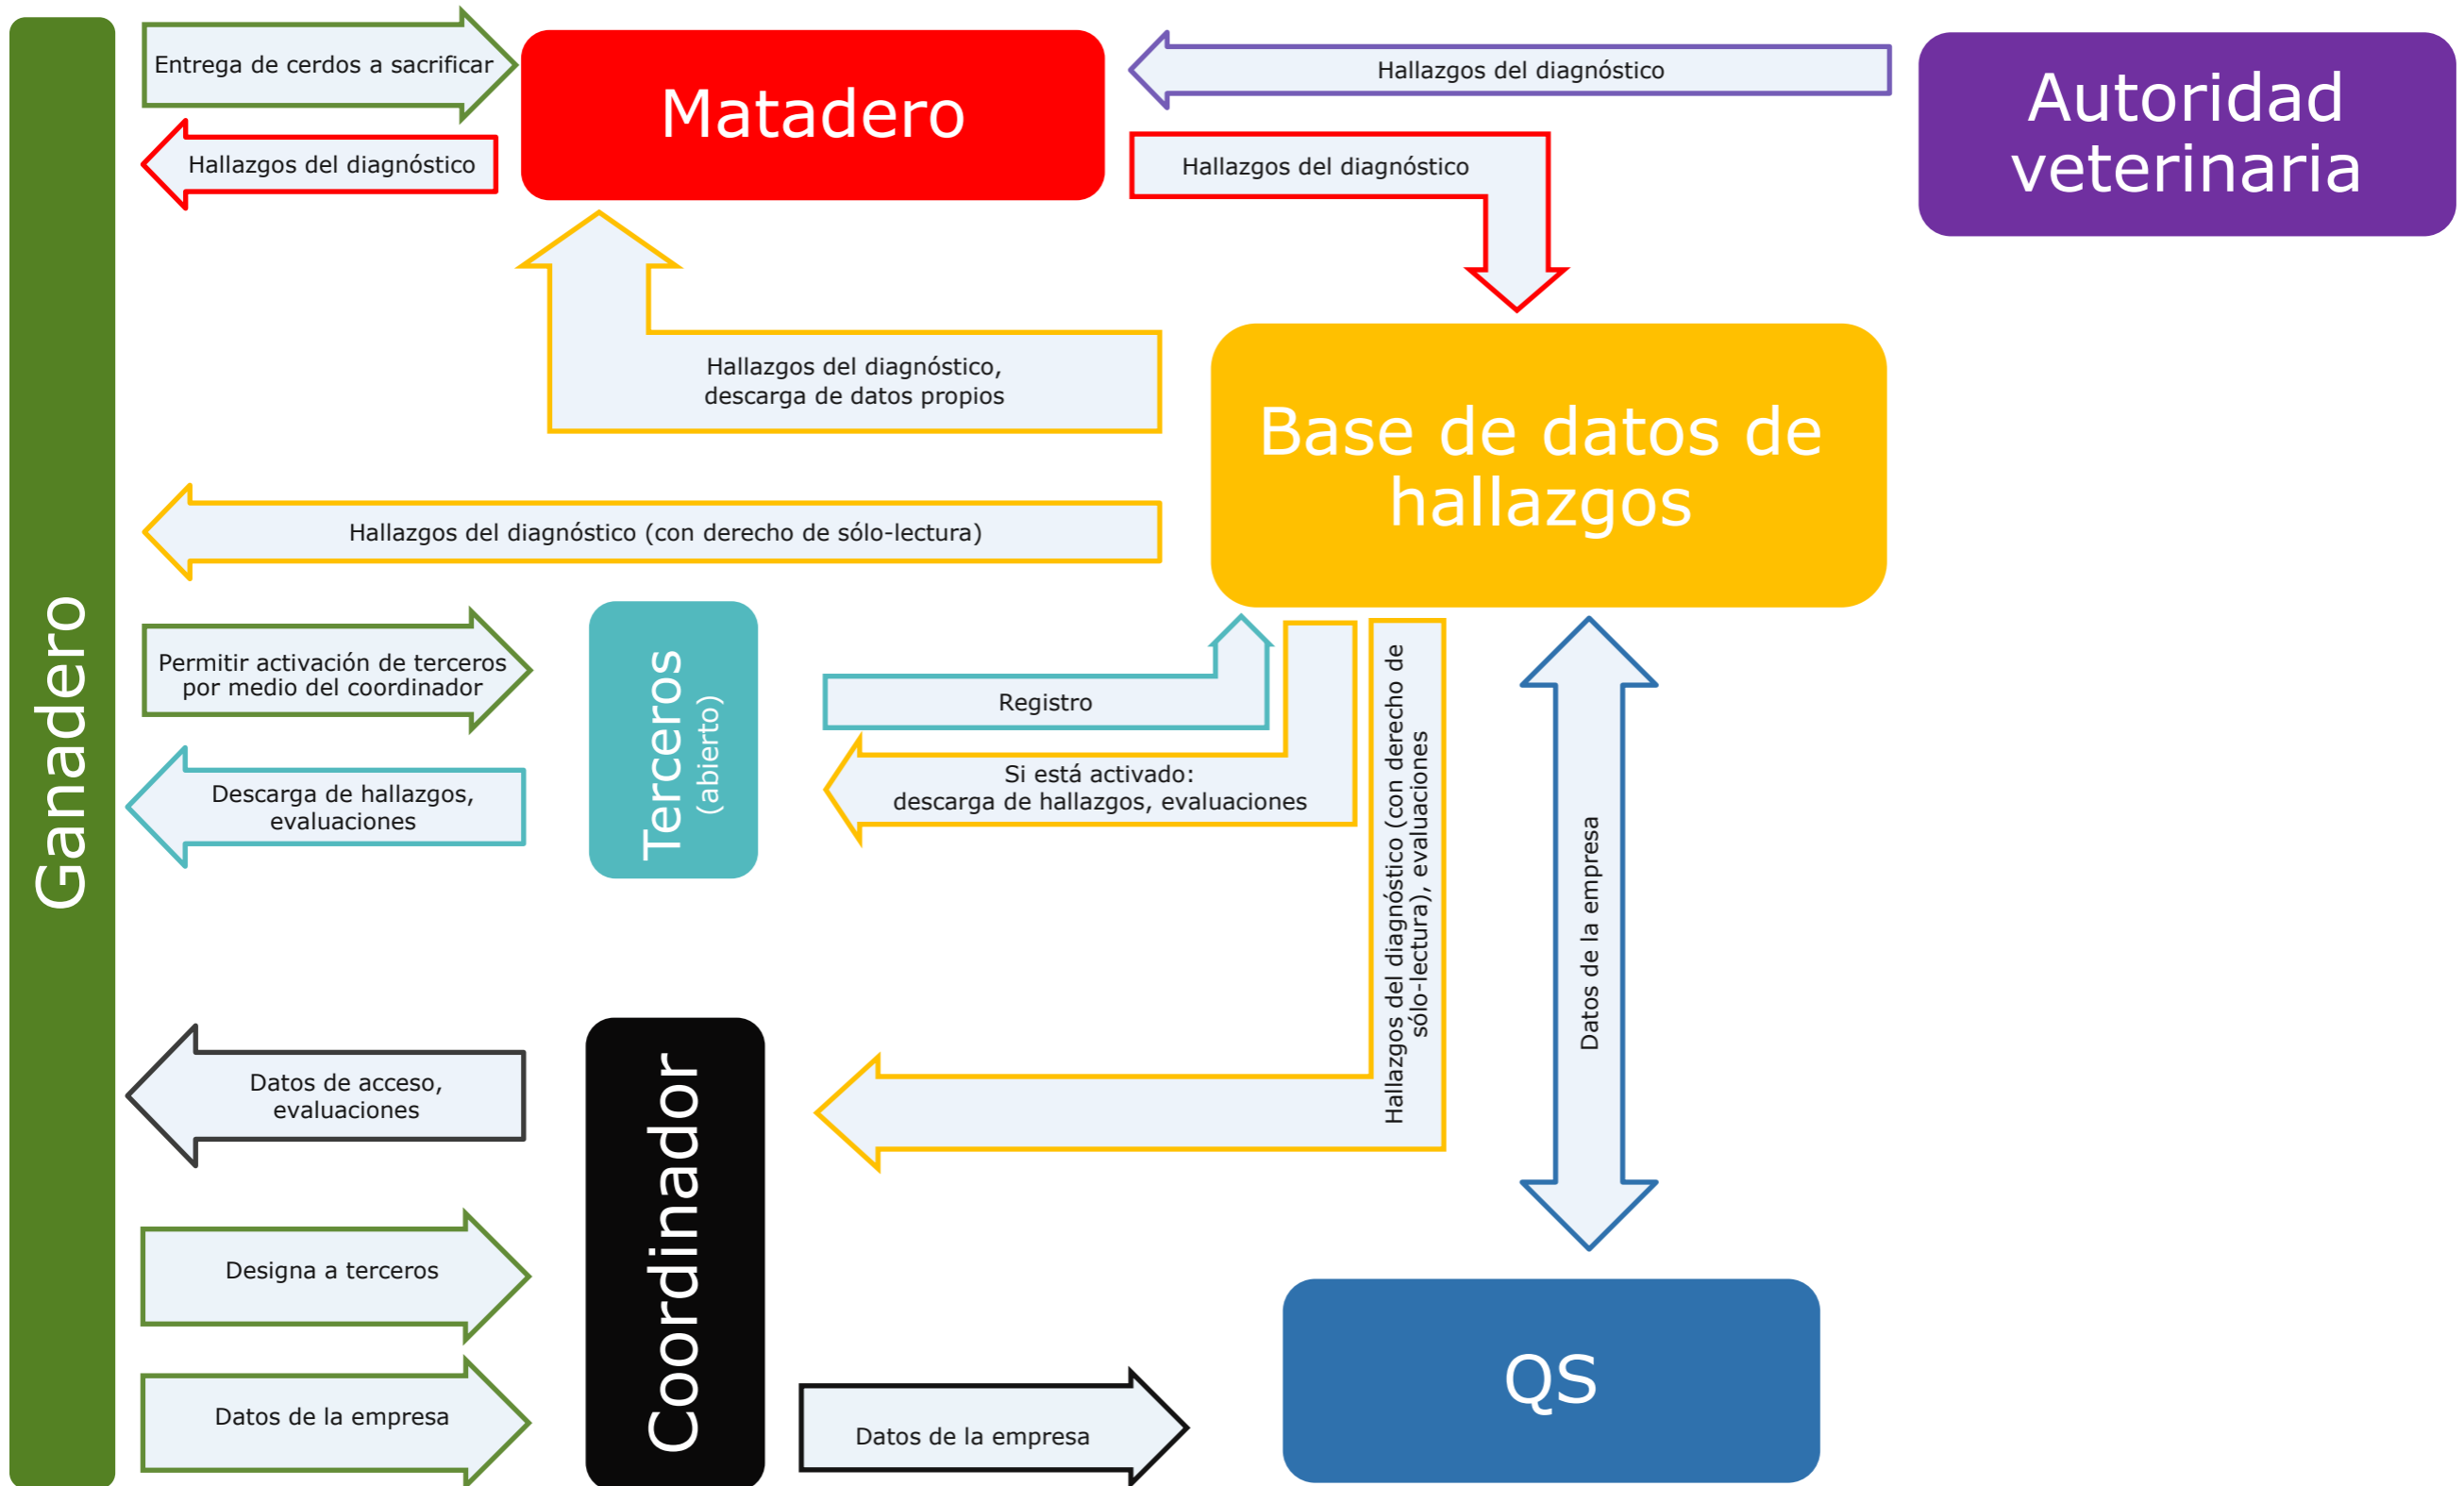 Entrega de cerdos a sacrificar
Matadero
Hallazgos del diagnóstico
Autoridad
veterinaria
Hallazgos del diagnóstico
Hallazgos del diagnóstico
Hallazgos del diagnóstico,
descarga de datos propios
Base de datos de
hallazgos
Hallazgos del diagnóstico (con derecho de sólo-lectura)
Ganadero
Permitir activación de terceros
por medio del coordinador
Terceros
(abierto)
Registro
Si está activado:
descarga de hallazgos, evaluaciones
Descarga de hallazgos,
evaluaciones
Hallazgos del diagnóstico (con derecho de
sólo-lectura), evaluaciones
Datos de la empresa
Datos de acceso,
evaluaciones
Coordinador
Designa a terceros
Datos de la empresa
Datos de la empresa
QS